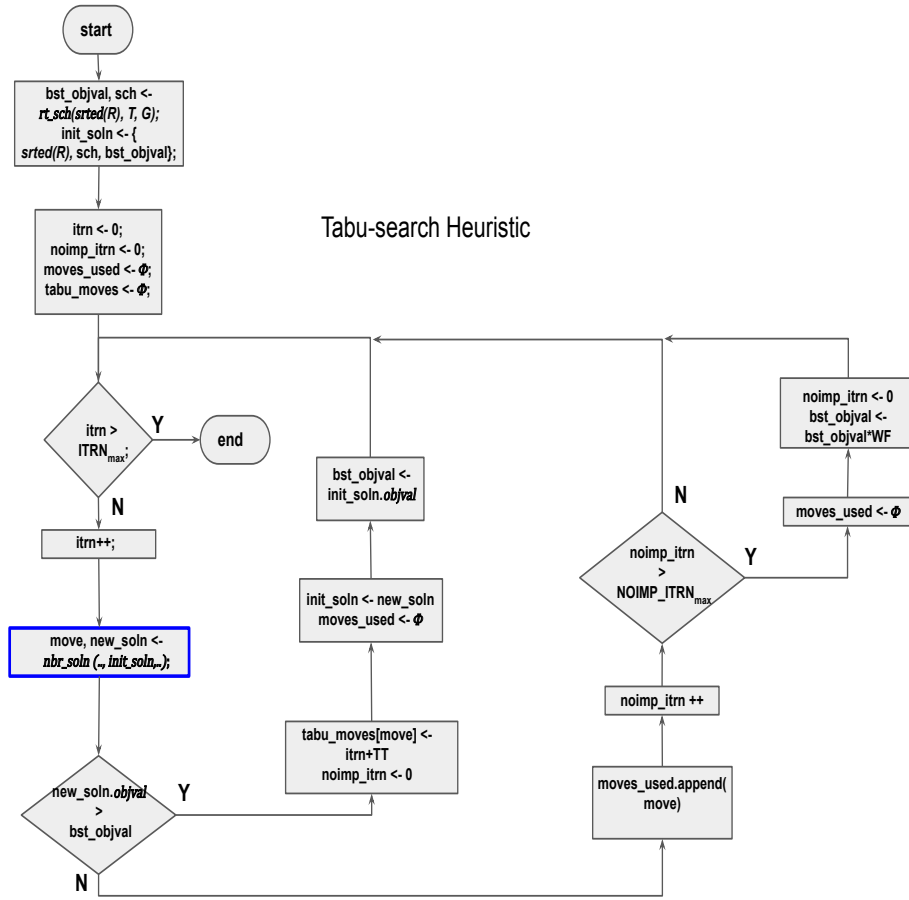 start
bst_objval, sch <-
rt_sch(srted(R), T, G);
init_soln <- {
srted(R), sch, bst_objval};
itrn <- 0;
noimp_itrn <- 0;
moves_used <- Φ;
tabu_moves <- Φ;
Tabu-search Heuristic
itrn >
ITRNmax;
Y
end
N
itrn++;
move, new_soln <-
nbr_soln (.., init_soln,..);
new_soln.objval
>
bst_objval
Y
N
tabu_moves[move] <-
itrn+TT
noimp_itrn <- 0
init_soln <- new_soln
moves_used <- Φ
bst_objval <-
init_soln.objval
moves_used.append(
move)
noimp_itrn ++
noimp_itrn
>
NOIMP_ITRNmax
N
Y
moves_used <- Φ
noimp_itrn <- 0
bst_objval <-
bst_objval*WF